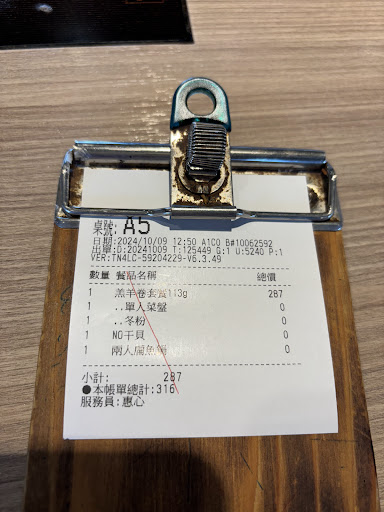 桌號: A5
日期:2024/10/09 12:50 A1C0 B#10062592
出單:D:20241009 T:125449 G:1 U:5240 P:1
VER:TN4LC-59204229-V6.3.49
數量 餐品名稱 總價
1 羔羊卷套餐113g 287
1 ..單人菜盤 0
1 ..冬粉 0
1 NO干貝 0
1 兩人扁魚鍋 0
小計: 287
●本帳單總計:316
服務員:惠心